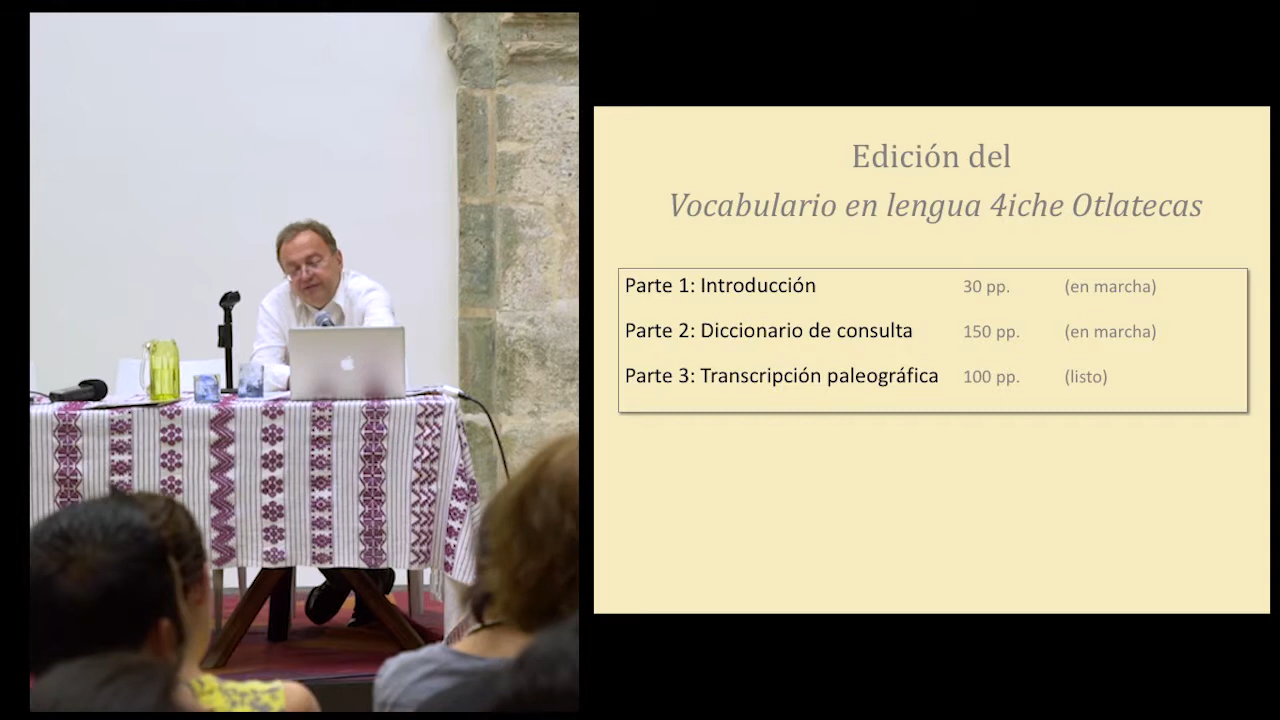 Edición del
Vocabulario en lengua 4iche Otlatecas
Parte 1: Introducción 30 pp. (en marcha)
Parte 2: Diccionario de consulta 150 pp. (en marcha)
Parte 3: Transcripción paleográfica 100 pp. (listo)